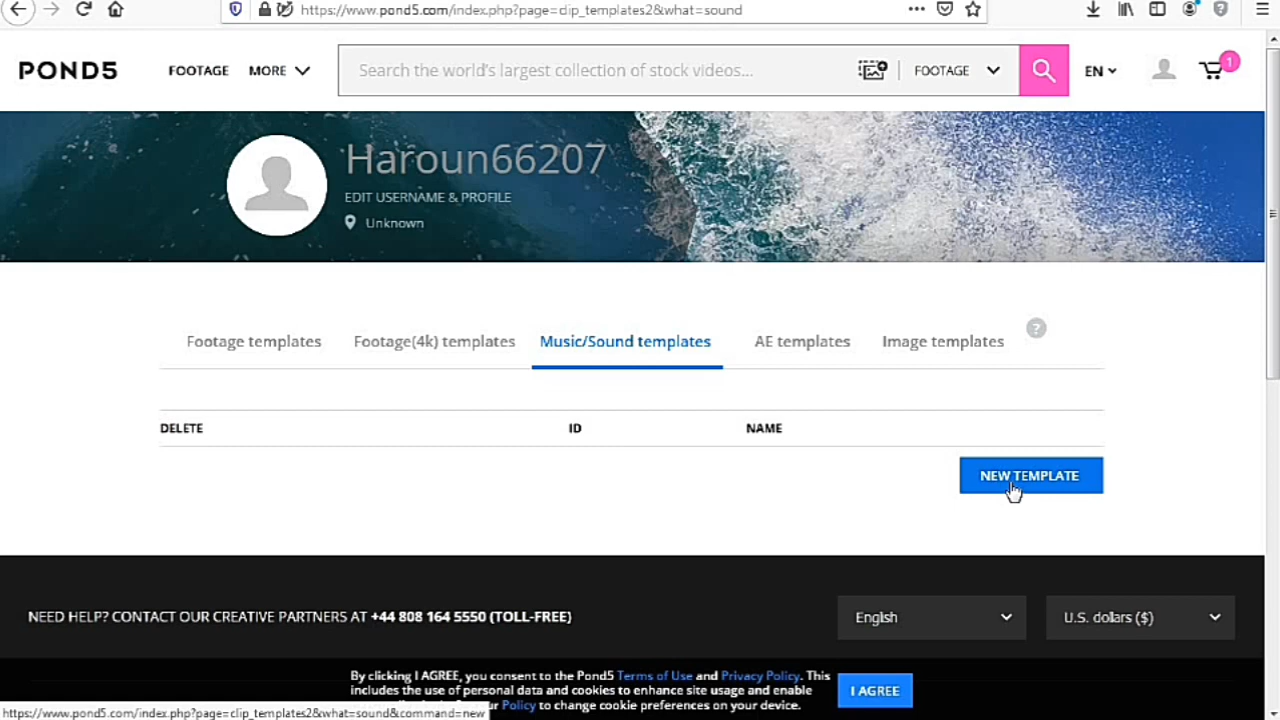 https://www.pond5.com/index.php?page=clip_templates2&what=sound
POND5 FOOTAGE MORE Search the world's largest collection of stock videos... FOOTAGE EN 1
Haroun66207
EDIT USERNAME & PROFILE
Unknown
Footage templates Footage(4k) templates Music/Sound templates AE templates Image templates ?
DELETE ID NAME
NEW TEMPLATE
NEED HELP? CONTACT OUR CREATIVE PARTNERS AT +44 808 164 5550 (TOLL-FREE) English U.S. dollars ($)
By clicking I AGREE, you consent to the Pond5 Terms of Use and Privacy Policy. This
includes the use of personal data and cookies to enhance site usage and enable I AGREE
Policy to change cookie preferences on your device.
https://www.pond5.com/index.php?page=clip_templates2&what=sound&command=new